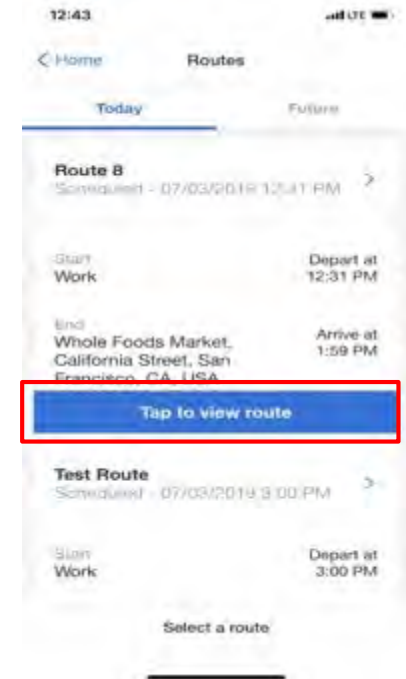 12:43
LTE
Home
Routes
Today
Future
Route 8
Scheduled - 07/03/2019 12:31 PM
Start
Work
Depart at
12:31 PM
End
Whole Foods Market,
California Street, San
Francisco, CA, USA
Arrive at
1:59 PM
Tap to view route
Test Route
Scheduled - 07/03/2019 3:00 PM
Start
Work
Depart at
3:00 PM
Select a route